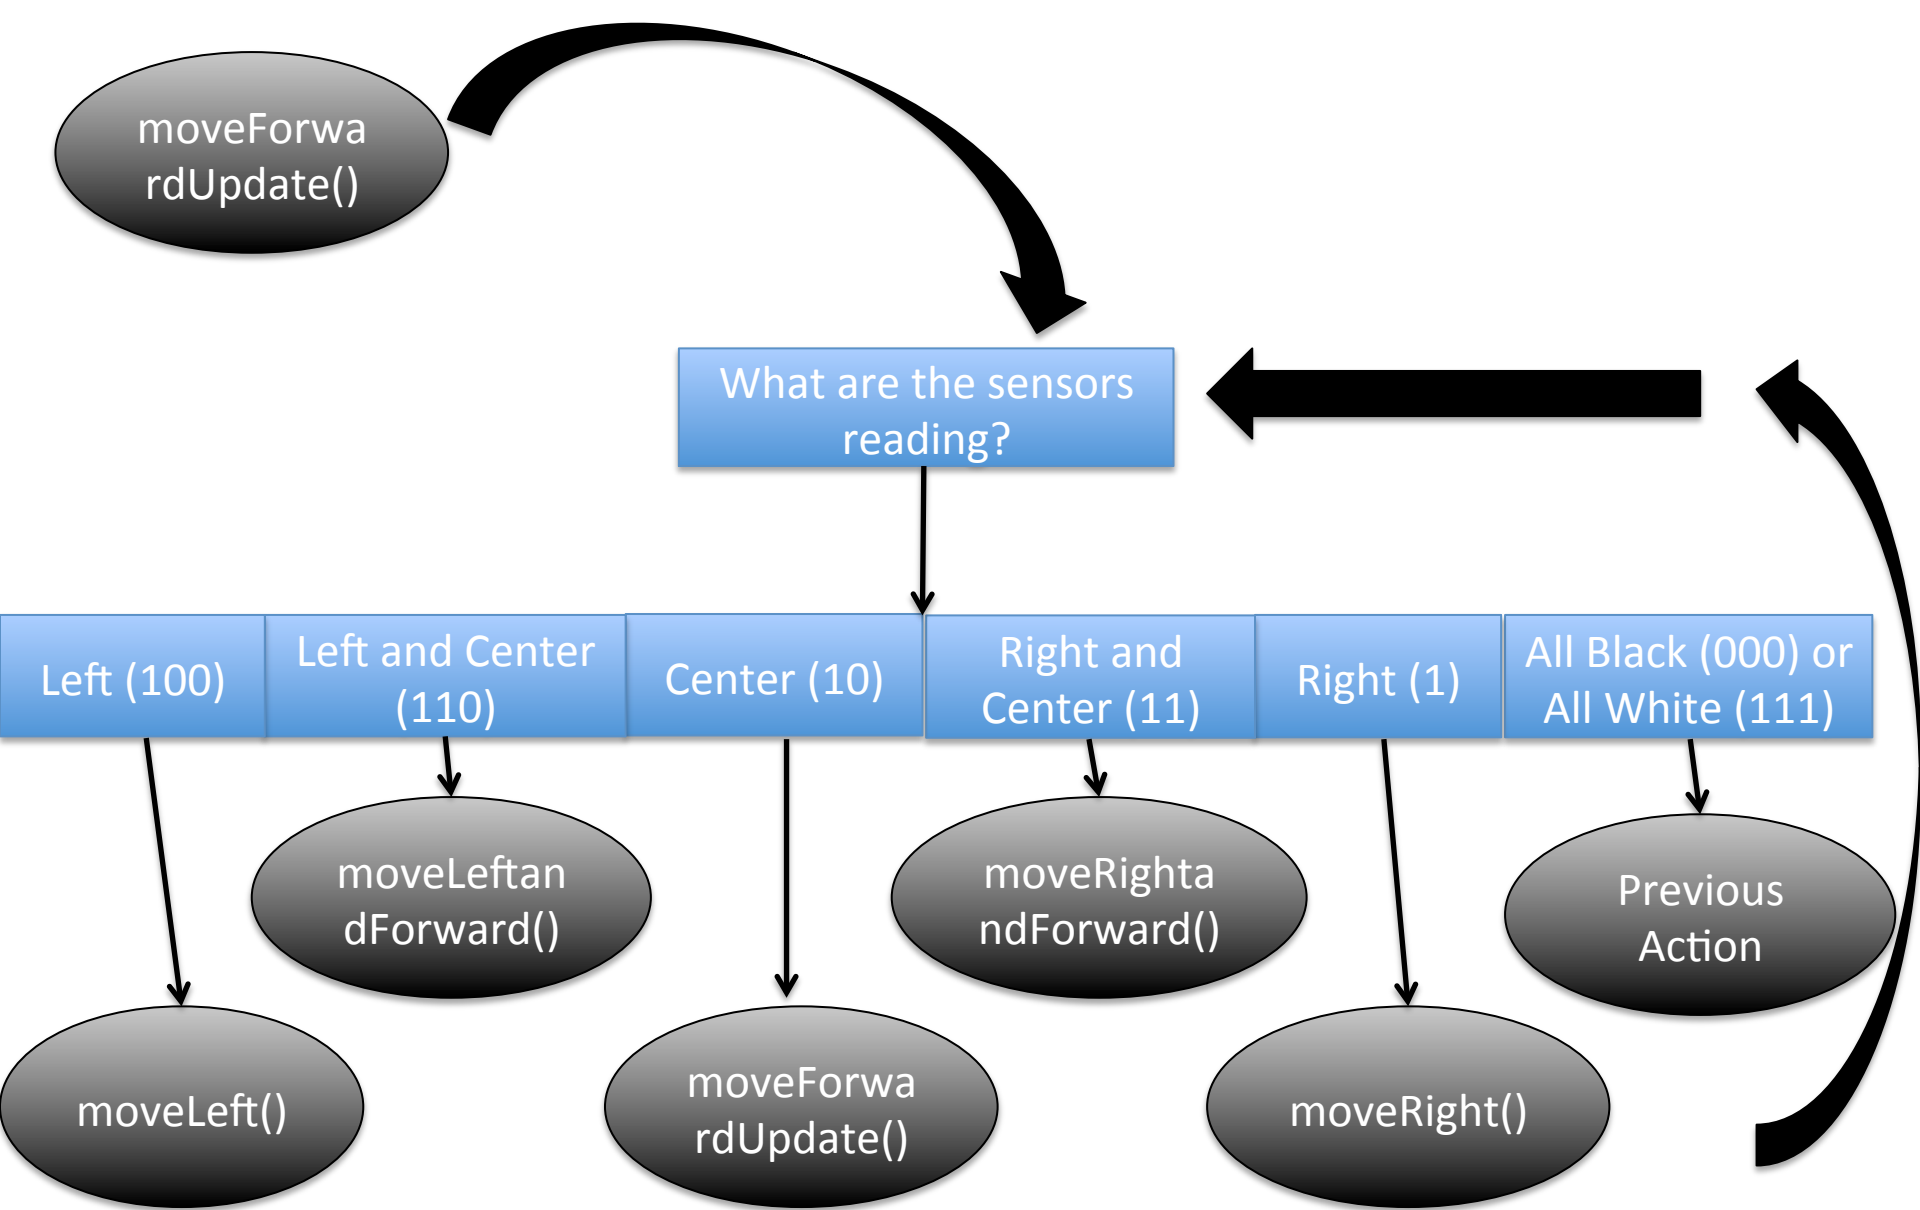 moveForwa
rdUpdate()
What are the sensors
reading?
Left (100)
Left and Center
(110)
Center (10)
Right and
Center (11)
Right (1)
All Black (000) or
All White (111)
moveLeftan
dForward()
moveRighta
ndForward()
Previous
Action
moveLeft()
moveForwa
rdUpdate()
moveRight()